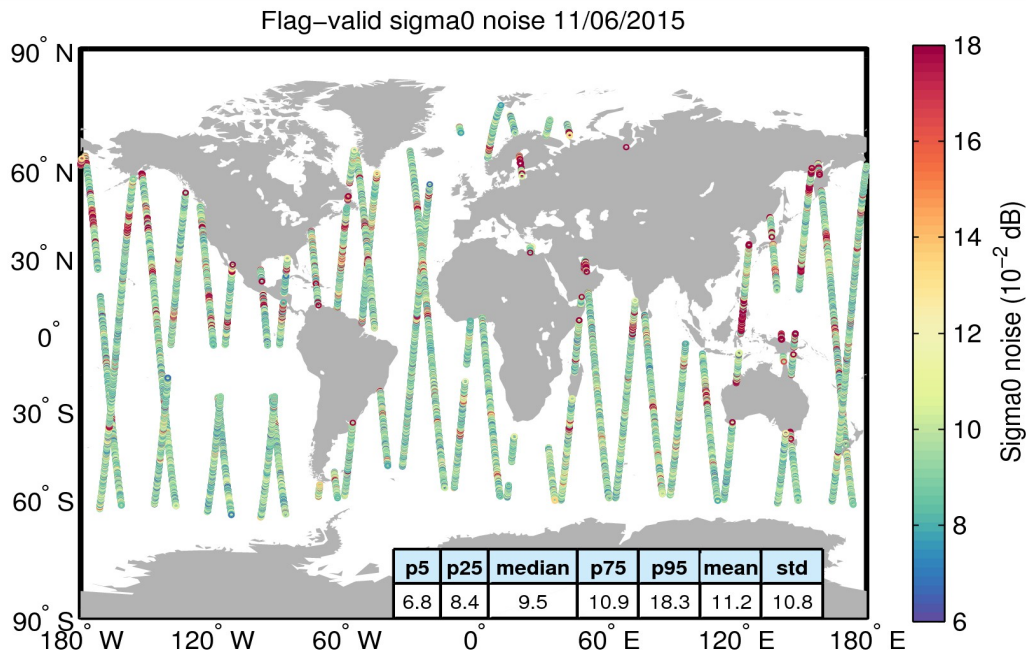 Flag−valid sigma0 noise 11/06/2015
90° N
60° N
30° N
0°
30° S
60° S
90° S
180° W
120° W
60° W
0°
60° E
120° E
180° E
p5 p25 median p75 p95 mean std
6.8 8.4 9.5 10.9 18.3 11.2 10.8
18
16
14
12
10
8
6
Sigma0 noise (10⁻² dB)